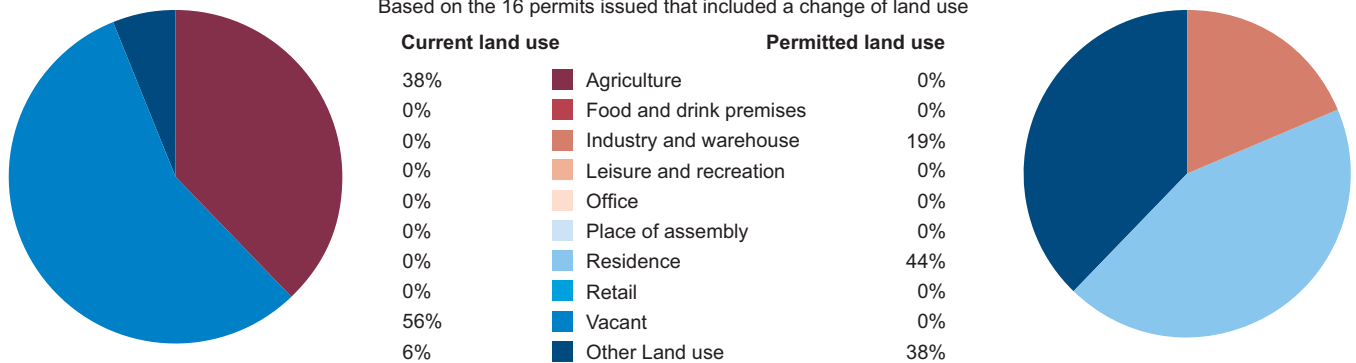 Based on the 16 permits issued that included a change of land use
Current land use Permitted land use
38% Agriculture 0%
0% Food and drink premises 0%
0% Industry and warehouse 19%
0% Leisure and recreation 0%
0% Office 0%
0% Place of assembly 0%
0% Residence 44%
0% Retail 0%
56% Vacant 0%
6% Other Land use 38%